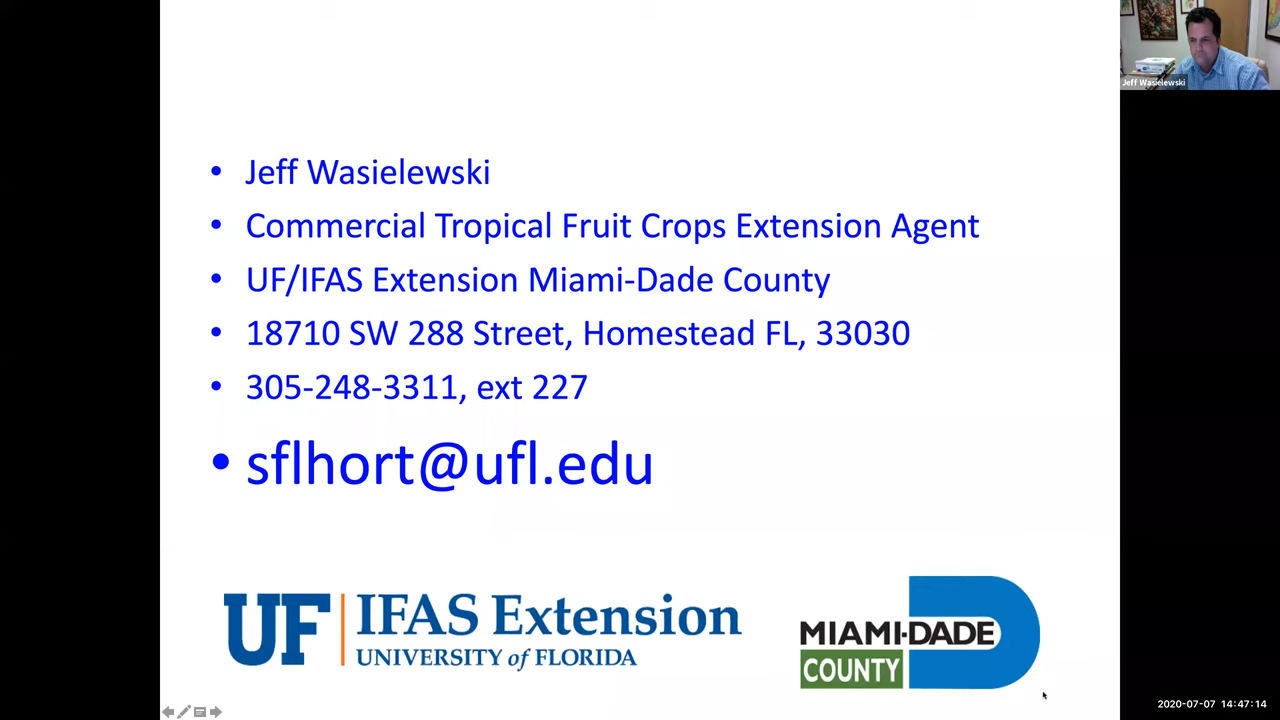 Jeff Wasielewski
• Jeff Wasielewski
• Commercial Tropical Fruit Crops Extension Agent
• UF/IFAS Extension Miami-Dade County
• 18710 SW 288 Street, Homestead FL, 33030
• 305-248-3311, ext 227
• sflhort@ufl.edu
UF IFAS Extension
UNIVERSITY of FLORIDA
MIAMI-DADE
COUNTY
2020-07-07 14:47:14